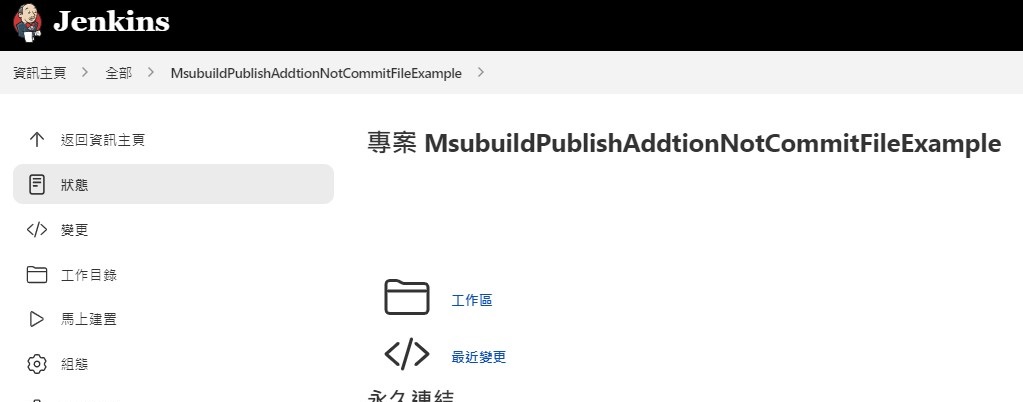 Jenkins
資訊主頁 > 全部 > MsubuildPublishAddtionNotCommitFileExample >
返回資訊主頁
狀態
變更
工作目錄
馬上建置
組態
專案 MsubuildPublishAddtionNotCommitFileExample
工作區
最近變更
永久連結